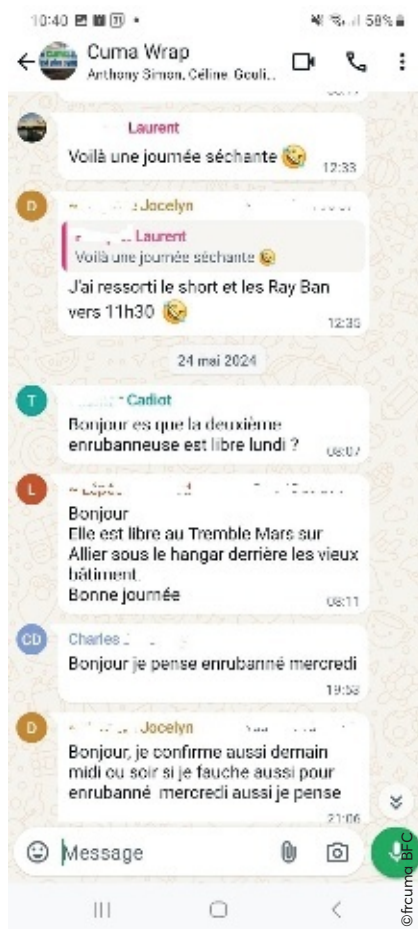 10:40
58%
Cuma Wrap
Anthony Simon, Céline, Gouli...
Laurent
Voilà une journée séchante
12:33
D
Jocelyn
Laurent
Voilà une journée séchante
J'ai ressorti le short et les Ray Ban
vers 11h30
12:35
24 mai 2024
T
Cadiot
Bonjour es que la deuxième
enrubanneuse est libre lundi ?
08:07
L
Bonjour
Elle est libre au Tremble Mars sur
Allier sous le hangar derrière les vieux
bâtiment.
Bonne journée
08:11
CD
Charles
Bonjour je pense enrubanné mercredi
19:53
D
Jocelyn
Bonjour, je confirme aussi demain
midi ou soir si je fauche aussi pour
enrubanné mercredi aussi je pense
21:06
Message
©frcuma BFC